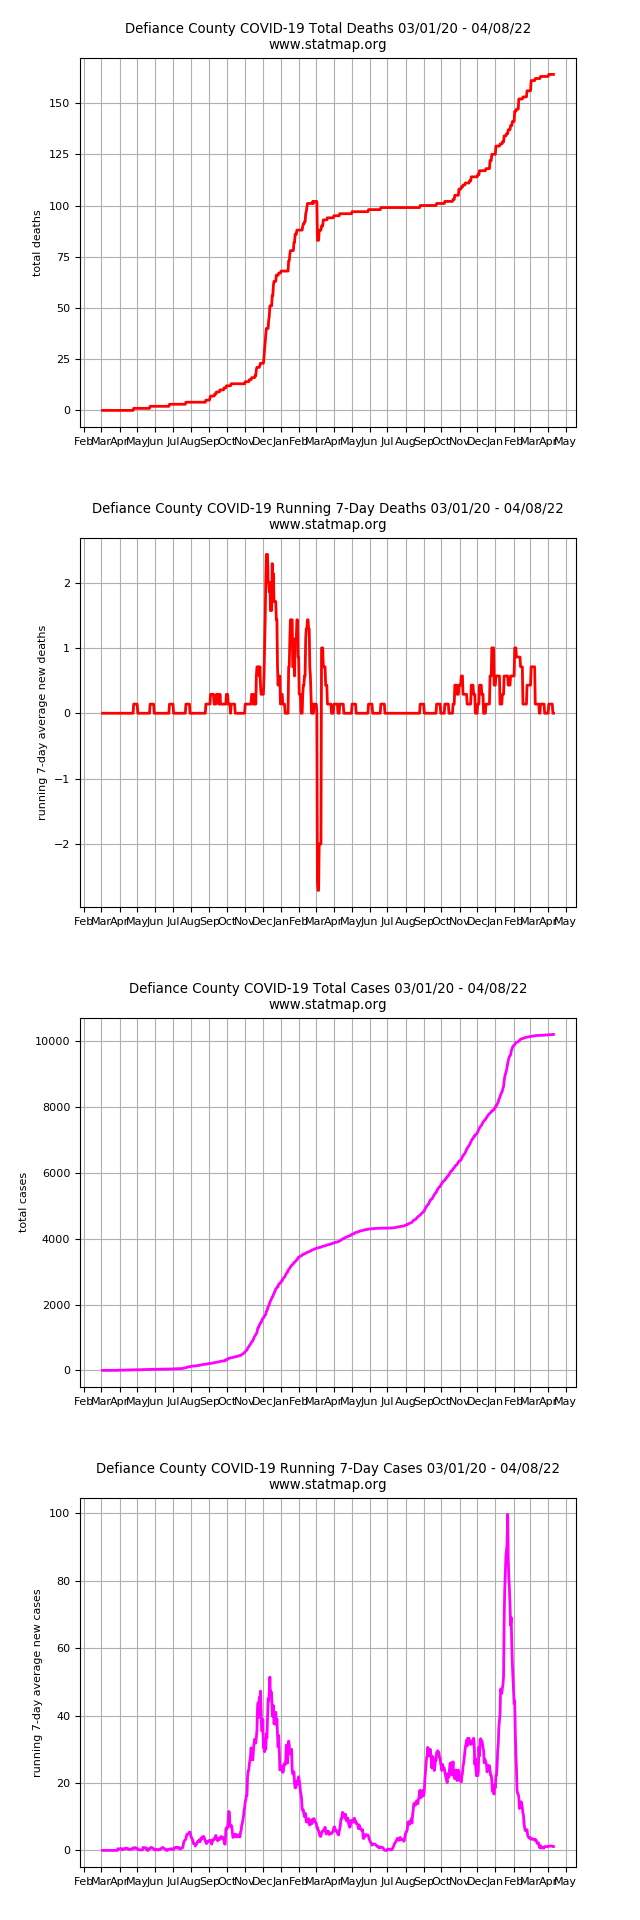 Defiance County COVID-19 Total Deaths 03/01/20 - 04/08/22
www.statmap.org
total deaths
150
125
100
75
50
25
0
Feb Mar Apr May Jun Jul Aug Sep Oct Nov Dec Jan Feb Mar Apr May Jun Jul Aug Sep Oct Nov Dec Jan Feb Mar Apr May
Defiance County COVID-19 Running 7-Day Deaths 03/01/20 - 04/08/22
www.statmap.org
running 7-day average new deaths
2
1
0
−1
−2
Feb Mar Apr May Jun Jul Aug Sep Oct Nov Dec Jan Feb Mar Apr May Jun Jul Aug Sep Oct Nov Dec Jan Feb Mar Apr May
Defiance County COVID-19 Total Cases 03/01/20 - 04/08/22
www.statmap.org
total cases
10000
8000
6000
4000
2000
0
Feb Mar Apr May Jun Jul Aug Sep Oct Nov Dec Jan Feb Mar Apr May Jun Jul Aug Sep Oct Nov Dec Jan Feb Mar Apr May
Defiance County COVID-19 Running 7-Day Cases 03/01/20 - 04/08/22
www.statmap.org
running 7-day average new cases
100
80
60
40
20
0
Feb Mar Apr May Jun Jul Aug Sep Oct Nov Dec Jan Feb Mar Apr May Jun Jul Aug Sep Oct Nov Dec Jan Feb Mar Apr May